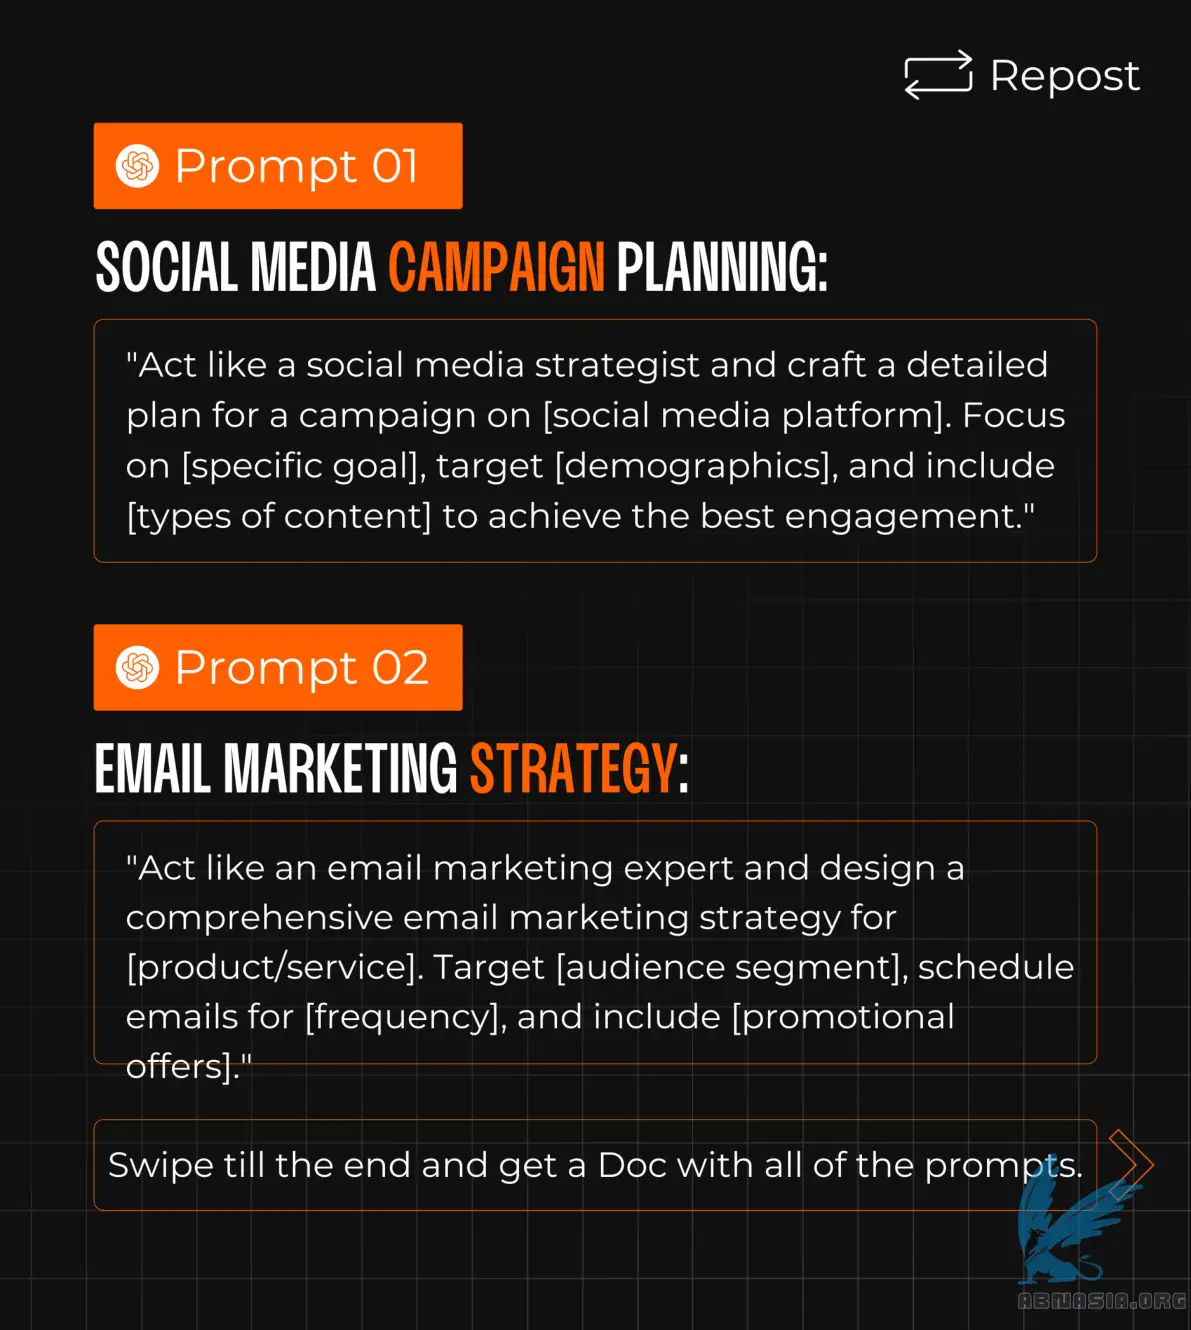 Repost
Prompt 01
SOCIAL MEDIA CAMPAIGN PLANNING:
"Act like a social media strategist and craft a detailed
plan for a campaign on [social media platform]. Focus
on [specific goal], target [demographics], and include
[types of content] to achieve the best engagement."
Prompt 02
EMAIL MARKETING STRATEGY:
"Act like an email marketing expert and design a
comprehensive email marketing strategy for
[product/service]. Target [audience segment], schedule
emails for [frequency], and include [promotional
offers]."
Swipe till the end and get a Doc with all of the prompts.
ABNASIA.ORG